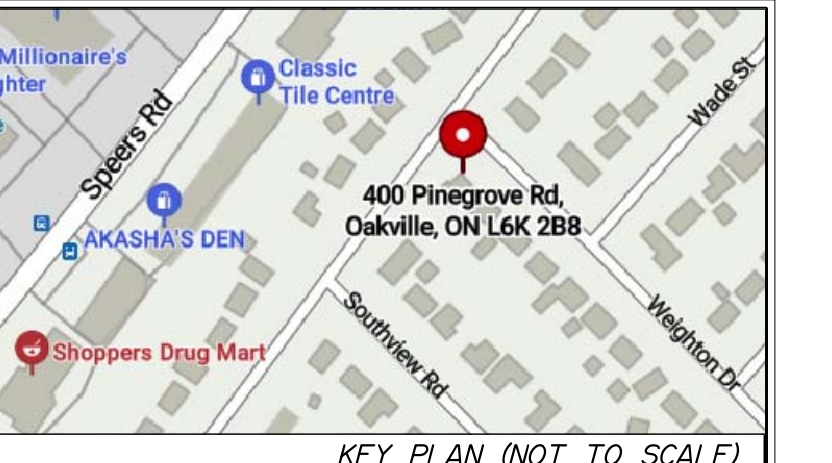 Millionaire's
hter
Classic
Tile Centre
Speers Rd
Wade St
400 Pinegrove Rd,
Oakville, ON L6K 2B8
AKASHA'S DEN
Southview Rd
Weighton Dr
Shoppers Drug Mart
KEY PLAN (NOT TO SCALE)